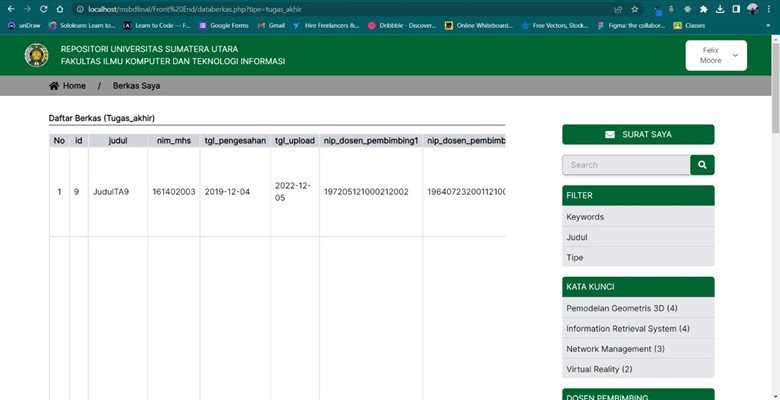 localhost/msbdfinal/Front%20End/databerkas.php?tipe=tugas_akhir
unDraw
Sololearn: Learn to...
Learn to Code — F...
Google Forms
Gmail
Hire Freelancers &...
Dribbble - Discover...
Online Whiteboard...
Free Vectors, Stock...
Figma: the collabor...
Classes
REPOSITORI UNIVERSITAS SUMATERA UTARA
FAKULTAS ILMU KOMPUTER DAN TEKNOLOGI INFORMASI
Felix
Moore
Home / Berkas Saya
Daftar Berkas (Tugas_akhir)
No id judul nim_mhs tgl_pengesahan tgl_upload nip_dosen_pembimbing1 nip_dosen_pemb
1 9 JudulTA9 161402003 2019-12-04 2022-12-05 197205121000212002 19640723200112100
SURAT SAYA
Search
FILTER
Keywords
Judul
Tipe
KATA KUNCI
Pemodelan Geometris 3D (4)
Information Retrieval System (4)
Network Management (3)
Virtual Reality (2)
DOSEN PEMBIMBING